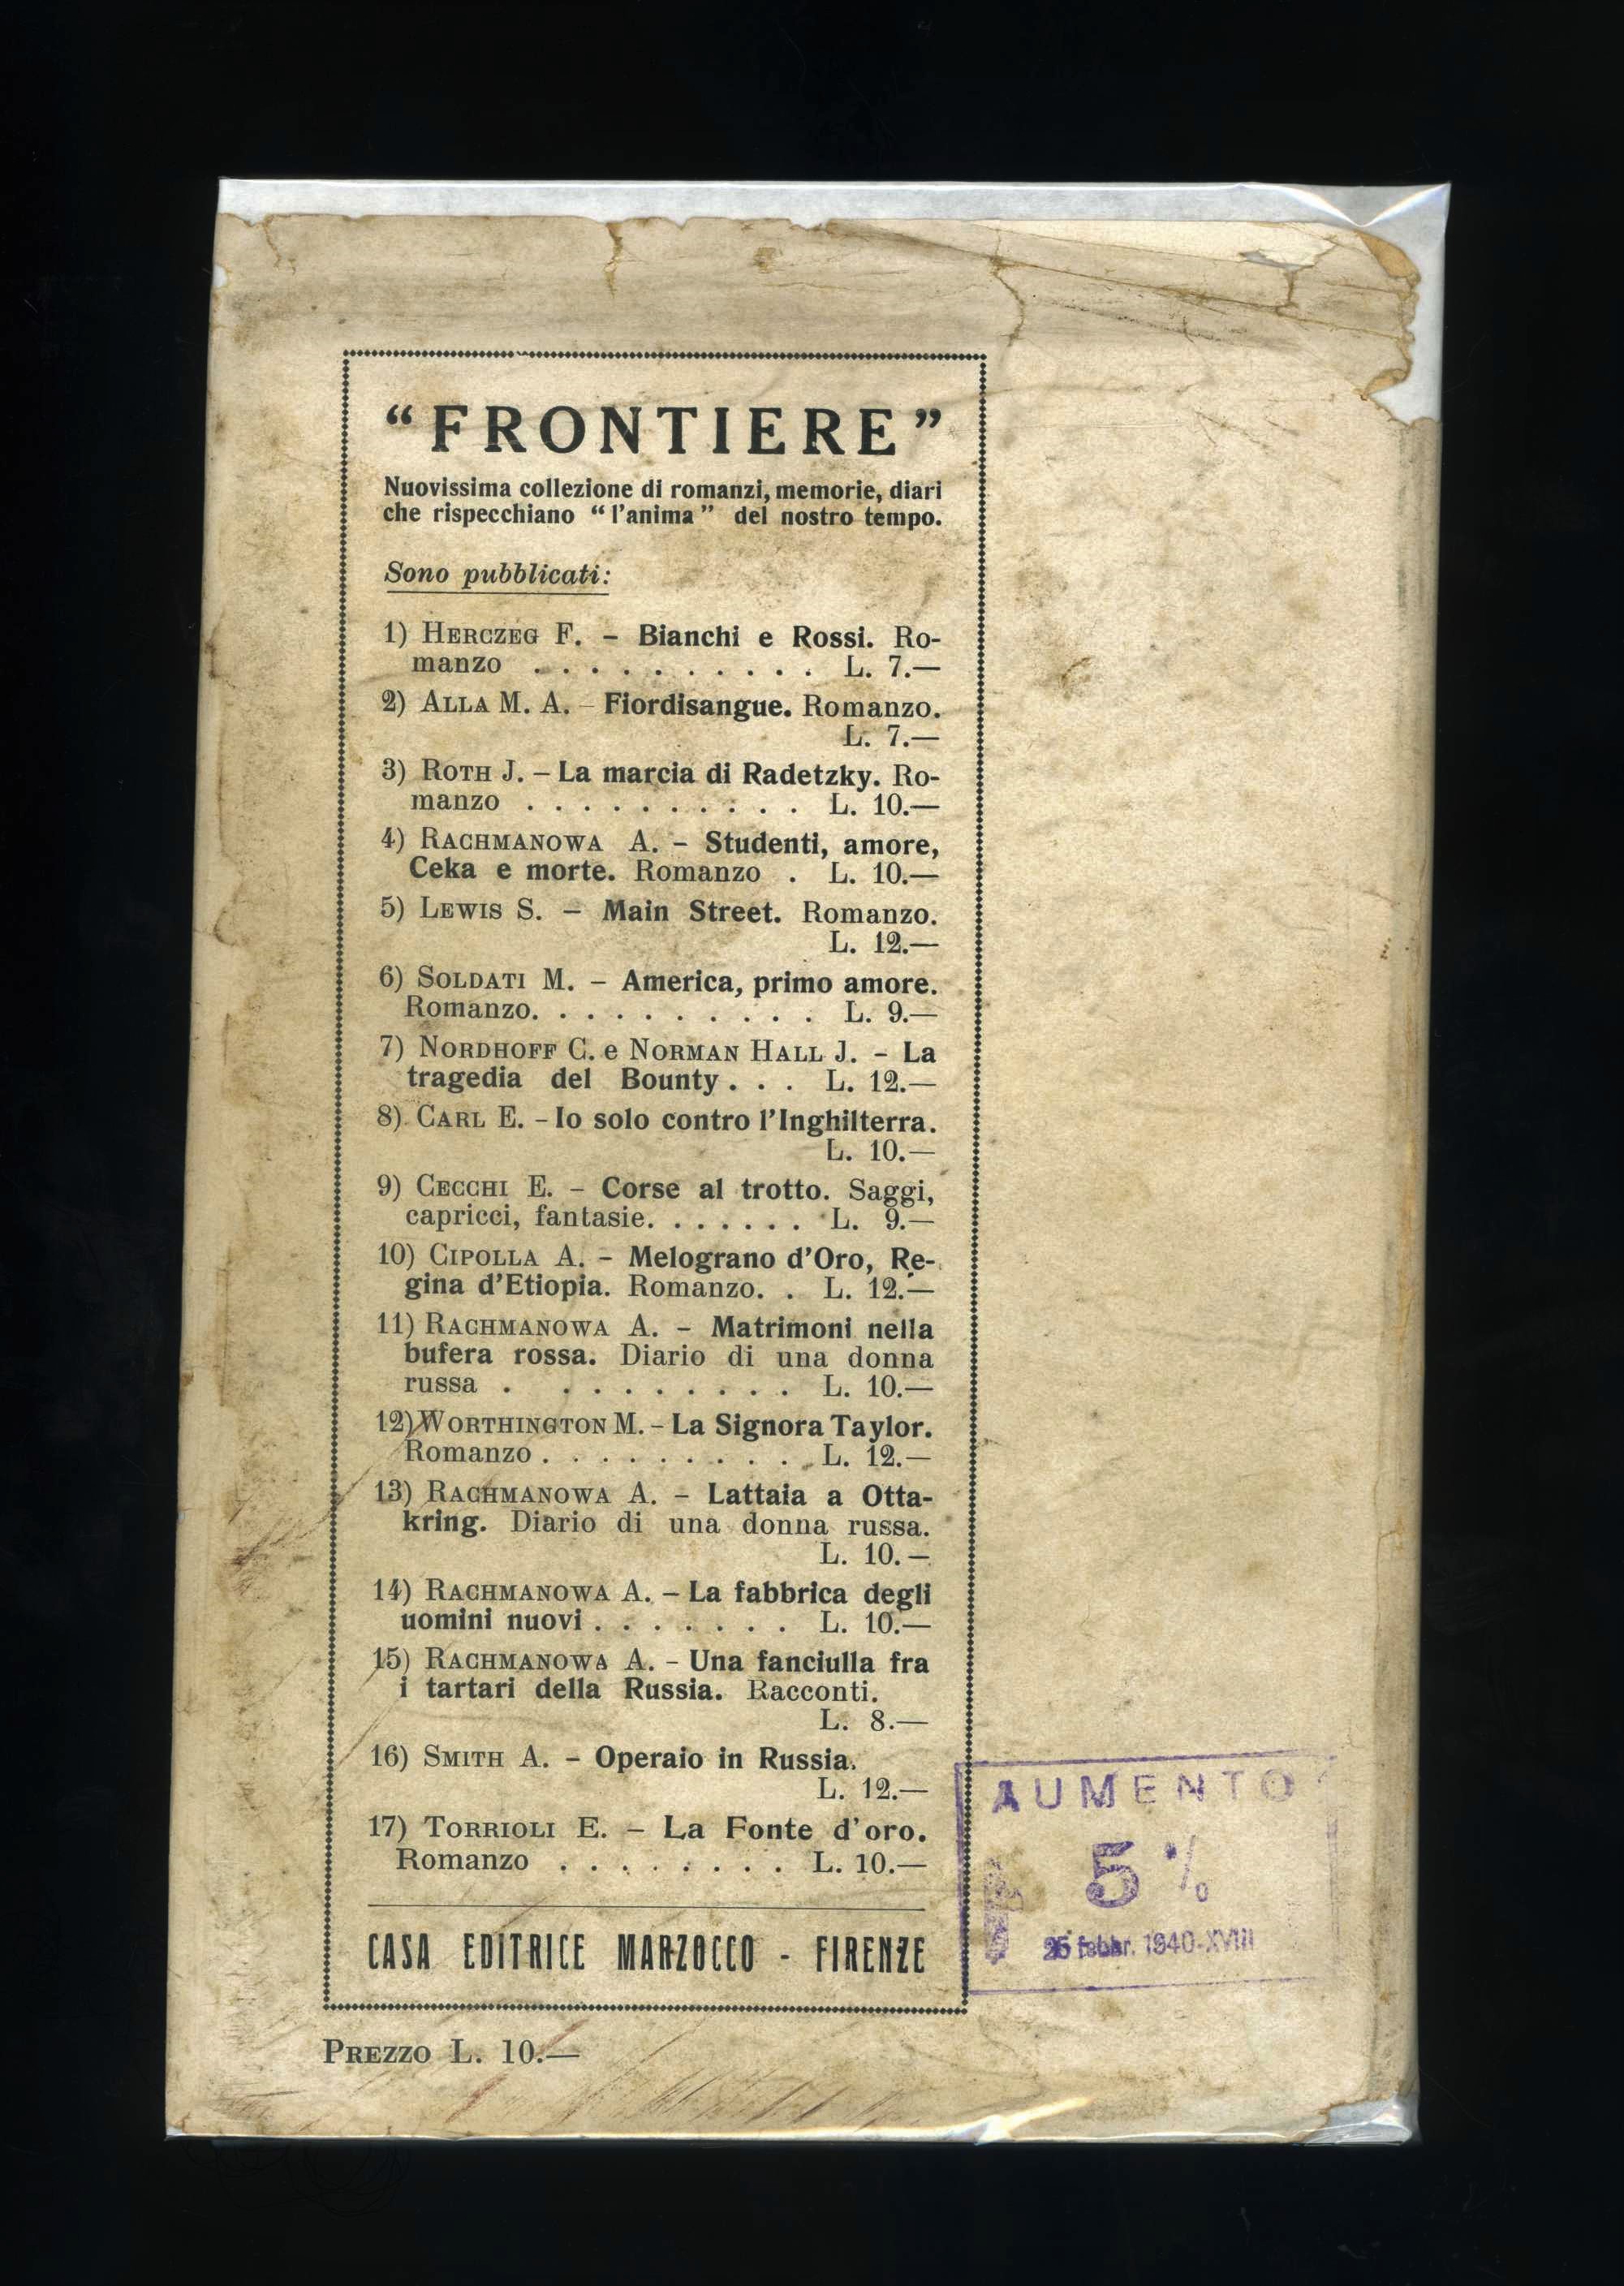 “FRONTIERE”
Nuovissima collezione di romanzi, memorie, diari
che rispecchiano “l'anima” del nostro tempo.
Sono pubblicati:
1) HERCZEG F. – Bianchi e Rossi. Ro-
manzo . . . . . . . . . . L. 7.—
2) ALLA M. A. – Fiordisangue. Romanzo.
L. 7.—
3) ROTH J. – La marcia di Radetzky. Ro-
manzo . . . . . . . . . . L. 10.—
4) RACHMANOWA A. – Studenti, amore,
Ceka e morte. Romanzo . L. 10.—
5) LEWIS S. – Main Street. Romanzo.
L. 12.—
6) SOLDATI M. – America, primo amore.
Romanzo. . . . . . . . . . . L. 9.—
7) NORDHOFF C. e NORMAN HALL J. – La
tragedia del Bounty . . . L. 12.—
8) CARL E. – Io solo contro l'Inghilterra.
L. 10.—
9) CECCHI E. – Corse al trotto. Saggi,
capricci, fantasie. . . . . . . L. 9.—
10) CIPOLLA A. – Melograno d'Oro, Re-
gina d'Etiopia. Romanzo. . L. 12.—
11) RACHMANOWA A. – Matrimoni nella
bufera rossa. Diario di una donna
russa . . . . . . . . . . L. 10.—
12) WORTHINGTON M. – La Signora Taylor.
Romanzo . . . . . . . . . . L. 12.—
13) RACHMANOWA A. – Lattaia a Otta-
kring. Diario di una donna russa.
L. 10.—
14) RACHMANOWA A. – La fabbrica degli
uomini nuovi . . . . . . . L. 10.—
15) RACHMANOWA A. – Una fanciulla fra
i tartari della Russia. Racconti.
L. 8.—
16) SMITH A. – Operaio in Russia.
L. 12.—
17) TORRIOLI E. – La Fonte d'oro.
Romanzo . . . . . . . . L. 10.—
CASA EDITRICE MARZOCCO - FIRENZE
PREZZO L. 10.—
AUMENTO
5 %
febbr. 1940-XVIII